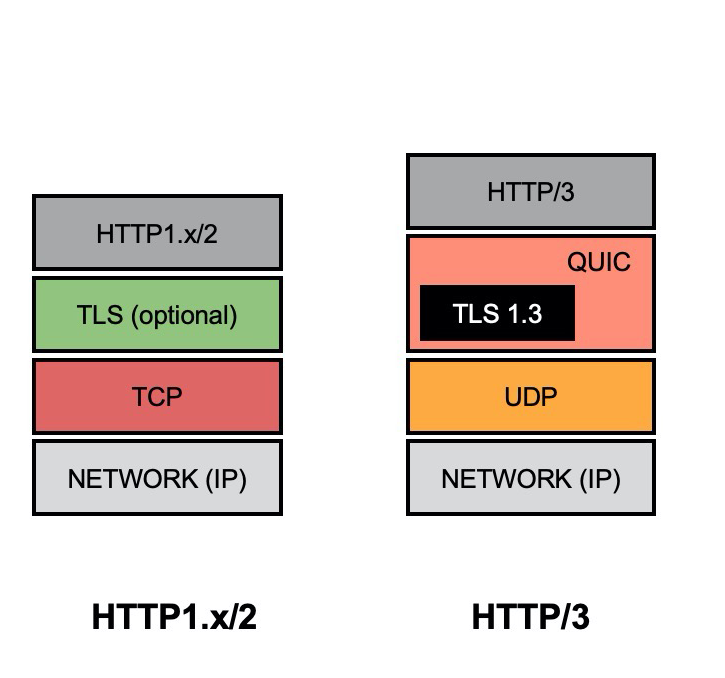 HTTP1.x/2
TLS (optional)
TCP
NETWORK (IP)
HTTP1.x/2
HTTP/3
QUIC
TLS 1.3
UDP
NETWORK (IP)
HTTP/3